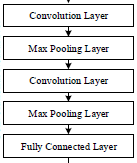 Convolution Layer
Max Pooling Layer
Convolution Layer
Max Pooling Layer
Fully Connected Layer